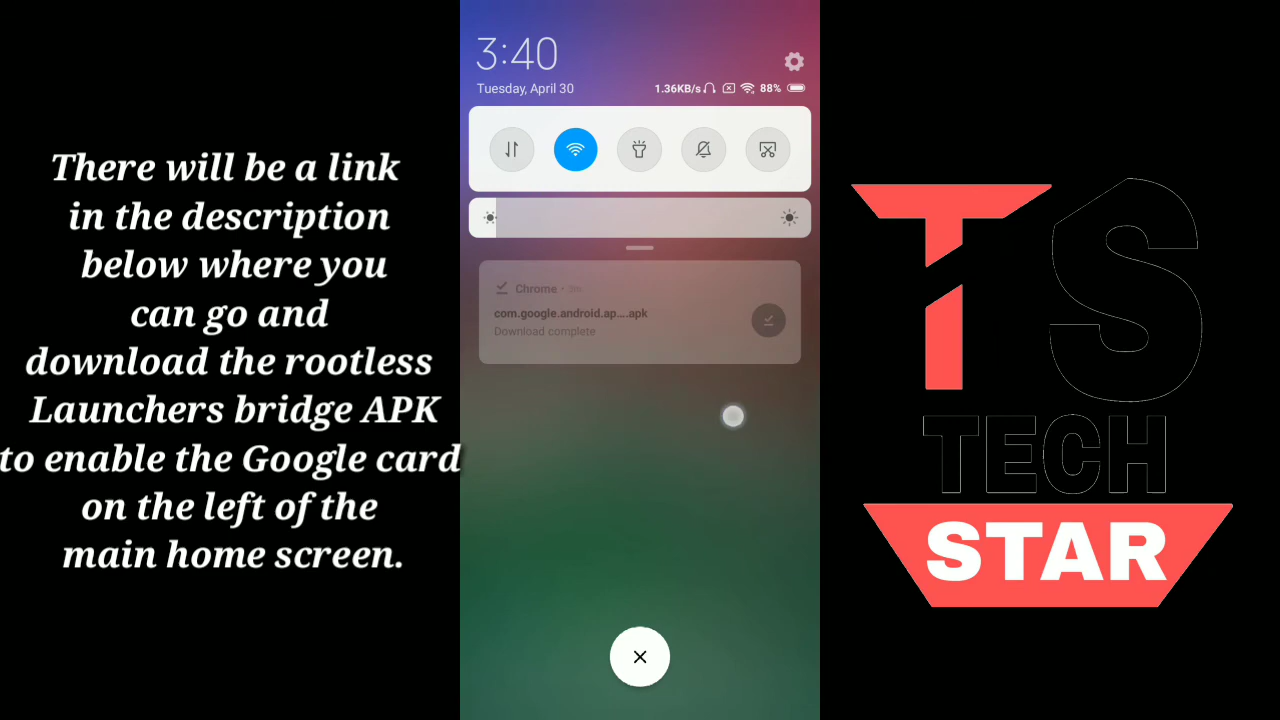 There will be a link
in the description
below where you
can go and
download the rootless
Launchers bridge APK
to enable the Google card
on the left of the
main home screen.
3:40
Tuesday, April 30
1.36KB/s
88%
Chrome
com.google.android.ap....apk
Download complete
TS
TECH
STAR